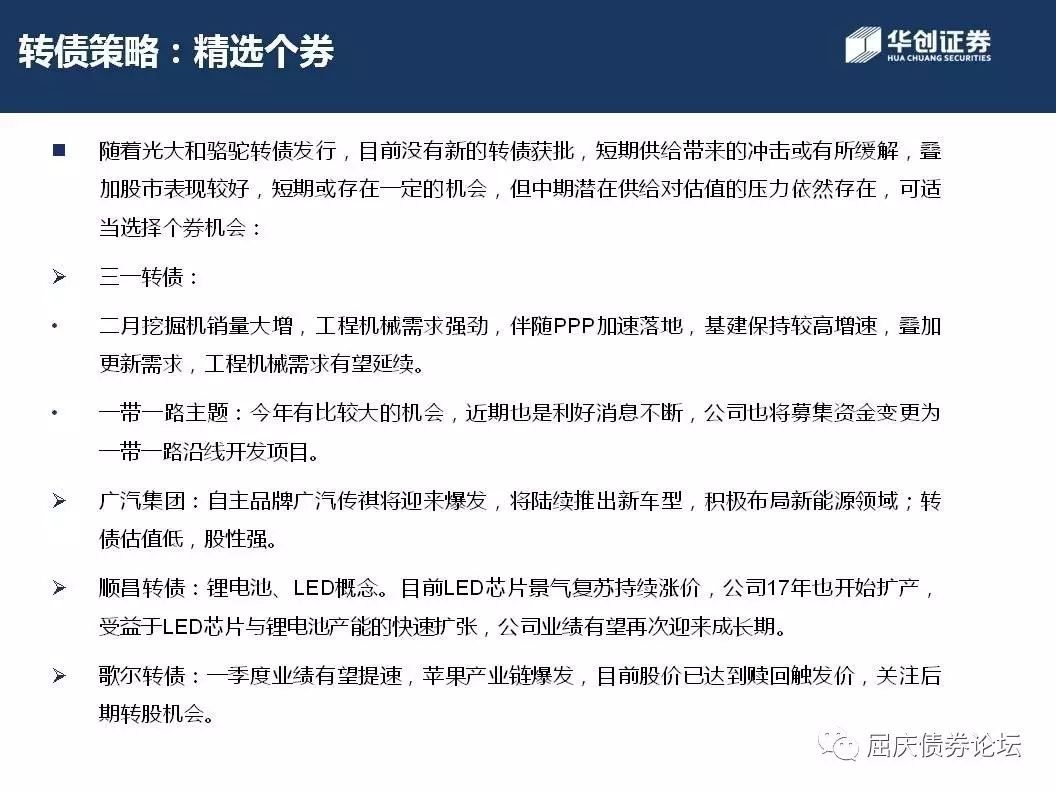 转债策略：精选个券
华创证券
HUA CHUANG SECURITIES
■ 随着光大和骆驼转债发行，目前没有新的转债获批，短期供给带来的冲击或有所缓解，叠
加股市表现较好，短期或存在一定的机会，但中期潜在供给对估值的压力依然存在，可适
当选择个券机会：
➢ 三一转债：
• 二月挖掘机销量大增，工程机械需求强劲，伴随PPP加速落地，基建保持较高增速，叠加
更新需求，工程机械需求有望延续。
• 一带一路主题：今年有比较大的机会，近期也是利好消息不断，公司也将募集资金变更为
一带一路沿线开发项目。
➢ 广汽集团：自主品牌广汽传祺将迎来爆发，将陆续推出新车型，积极布局新能源领域；转
债估值低，股性强。
➢ 顺昌转债：锂电池、LED概念。目前LED芯片景气复苏持续涨价，公司17年也开始扩产，
受益于LED芯片与锂电池产能的快速扩张，公司业绩有望再次迎来成长期。
➢ 歌尔转债：一季度业绩有望提速，苹果产业链爆发，目前股价已达到赎回触发价，关注后
期转股机会。
屈庆债券论坛